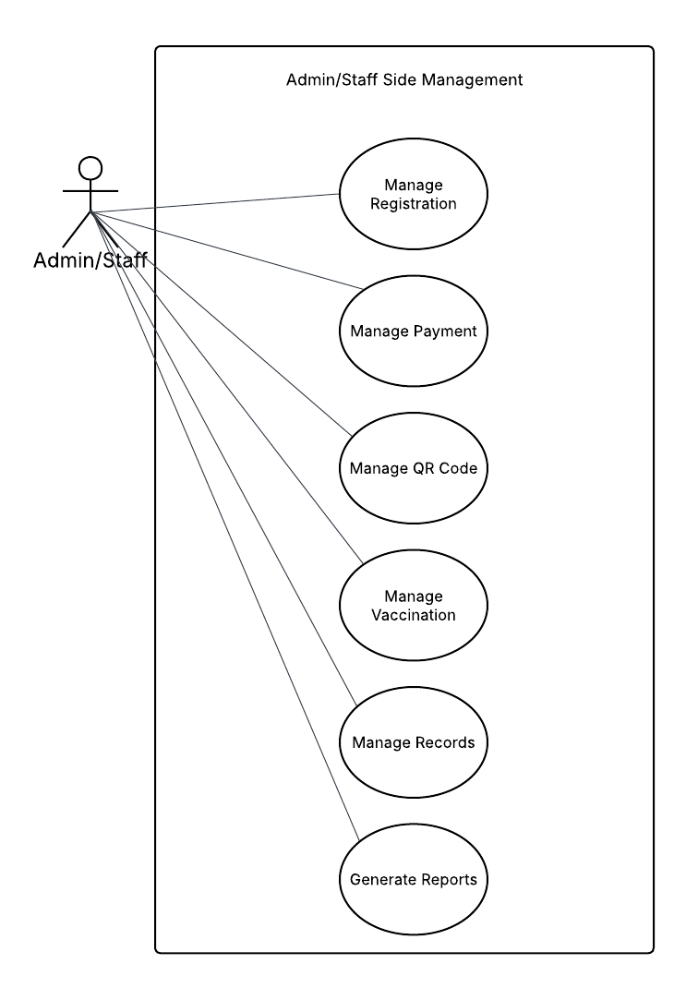 Admin/Staff Side Management
Manage
Registration
Admin/Staff
Manage Payment
Manage QR Code
Manage
Vaccination
Manage Records
Generate Reports